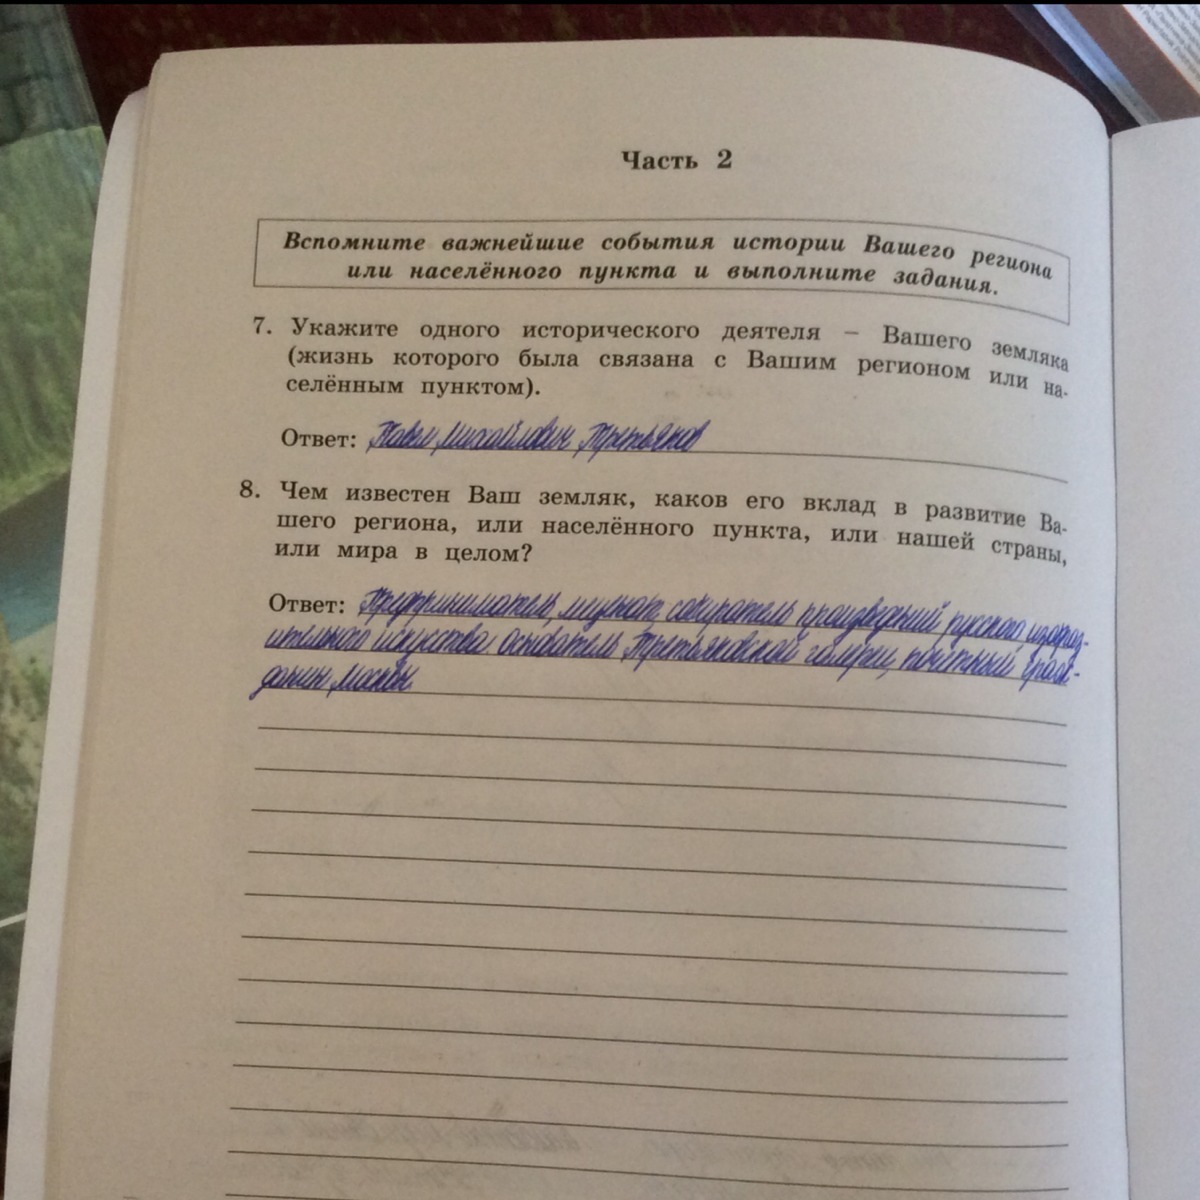 Часть 2
Вспомните важнейшие события истории Вашего региона
или населённого пункта и выполните задания.
7. Укажите одного исторического деятеля – Вашего земляка
(жизнь которого была связана с Вашим регионом или на-
селённым пунктом).
Ответ: Павел Михайлович Третьяков
8. Чем известен Ваш земляк, каков его вклад в развитие Ва-
шего региона, или населённого пункта, или нашей страны,
или мира в целом?
Ответ: Предприниматель, меценат, собиратель произведений русского изобраз-
ительного искусства, основатель Третьяковской галереи, почётный граж-
данин Москвы.